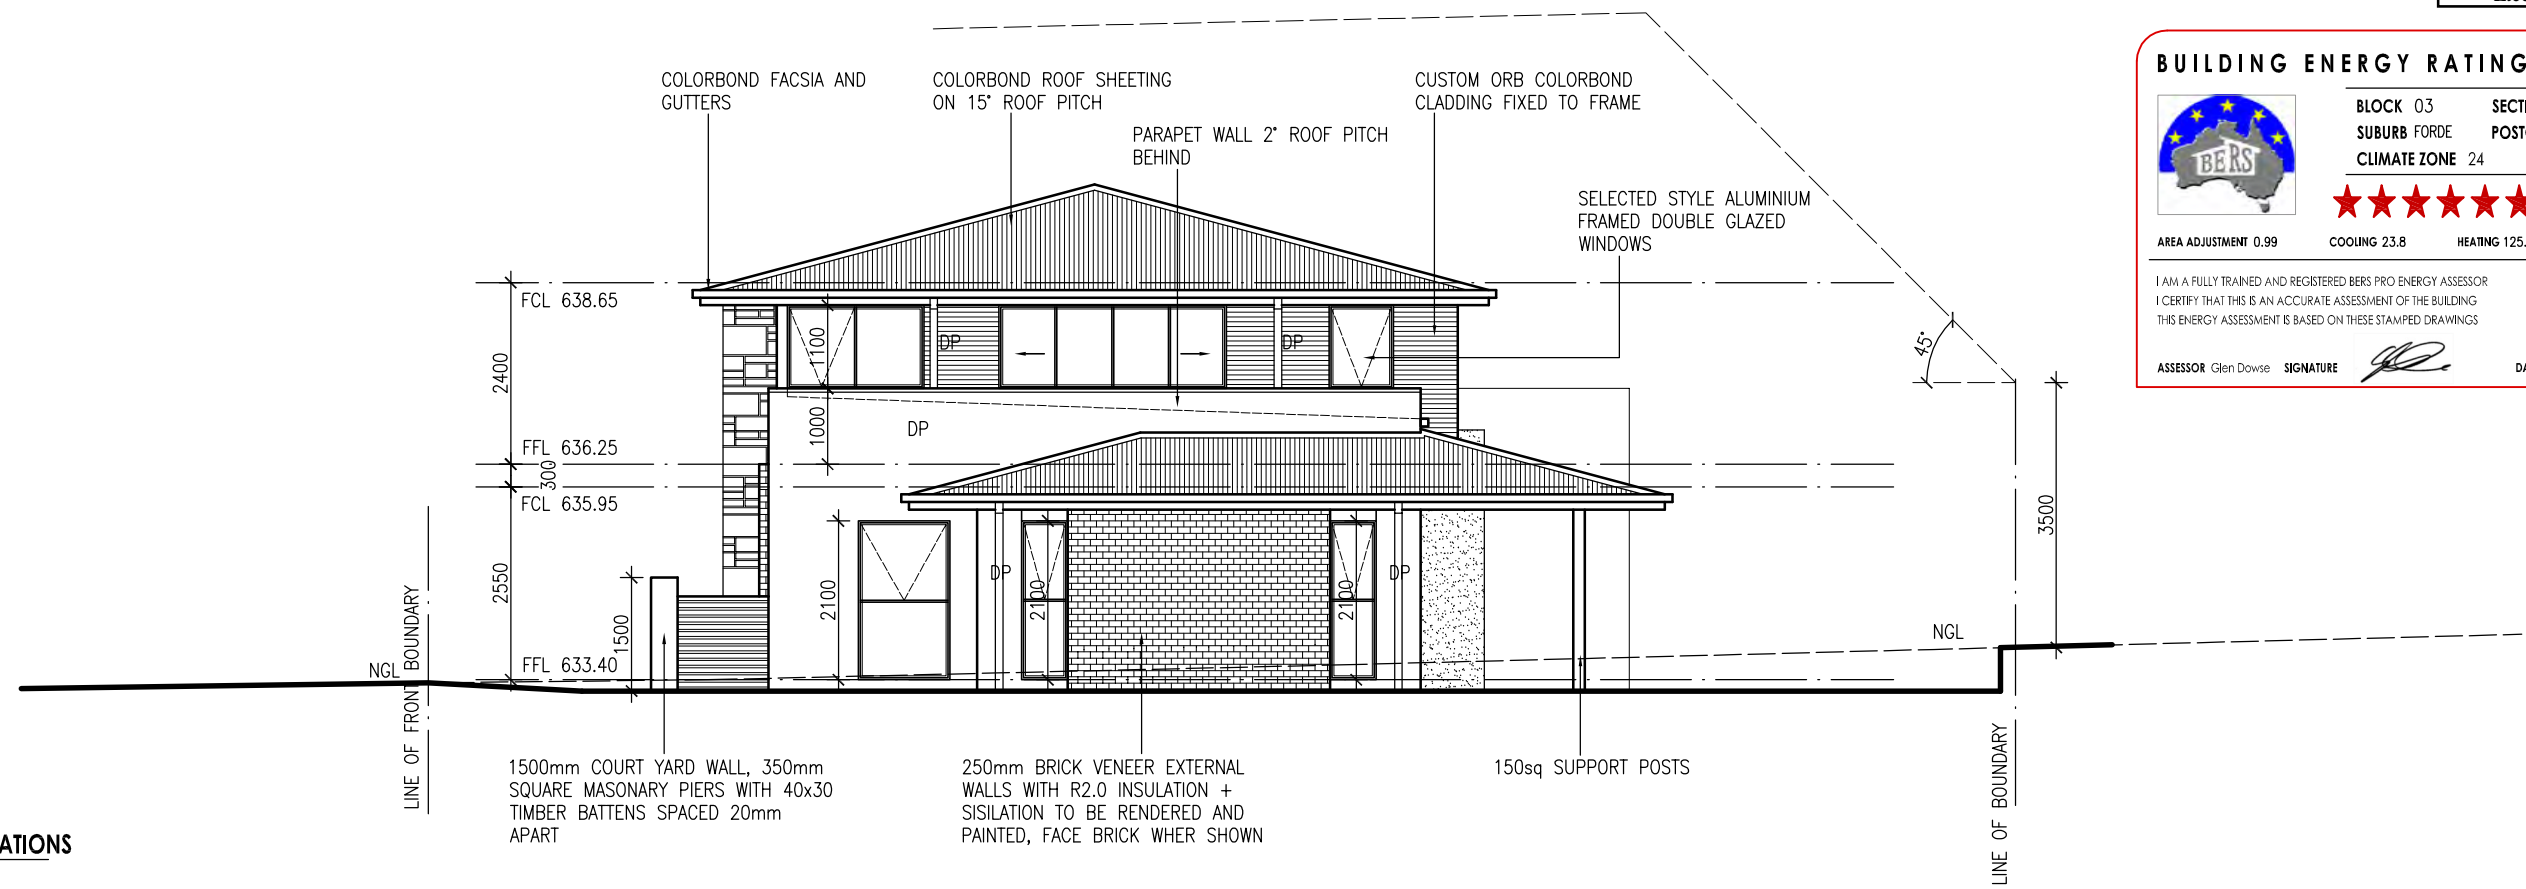 COLORBOND FACSIA AND
GUTTERS
COLORBOND ROOF SHEETING
ON 15° ROOF PITCH
PARAPET WALL 2° ROOF PITCH
BEHIND
CUSTOM ORB COLORBOND
CLADDING FIXED TO FRAME
SELECTED STYLE ALUMINIUM
FRAMED DOUBLE GLAZED
WINDOWS
BUILDING ENERGY RATING
BLOCK 03
SUBURB FORDE
CLIMATE ZONE 24
BERS
AREA ADJUSTMENT 0.99 COOLING 23.8 HEATING 125.
I AM A FULLY TRAINED AND REGISTERED BERS PRO ENERGY ASSESSOR
I CERTIFY THAT THIS IS AN ACCURATE ASSESSMENT OF THE BUILDING
THIS ENERGY ASSESSMENT IS BASED ON THESE STAMPED DRAWINGS
ASSESSOR Glen Dowse SIGNATURE
FCL 638.65
2400
FFL 636.25
300
FCL 635.95
2550
FFL 633.40
1100
1000
DP
DP
DP
DP
DP
2100
2100
2100
1500
45°
3500
NGL
NGL
LINE OF FRONT BOUNDARY
LINE OF BOUNDARY
1500mm COURT YARD WALL, 350mm
SQUARE MASONARY PIERS WITH 40x30
TIMBER BATTENS SPACED 20mm
APART
250mm BRICK VENEER EXTERNAL
WALLS WITH R2.0 INSULATION +
SISILATION TO BE RENDERED AND
PAINTED, FACE BRICK WHER SHOWN
150sq SUPPORT POSTS
ATIONS